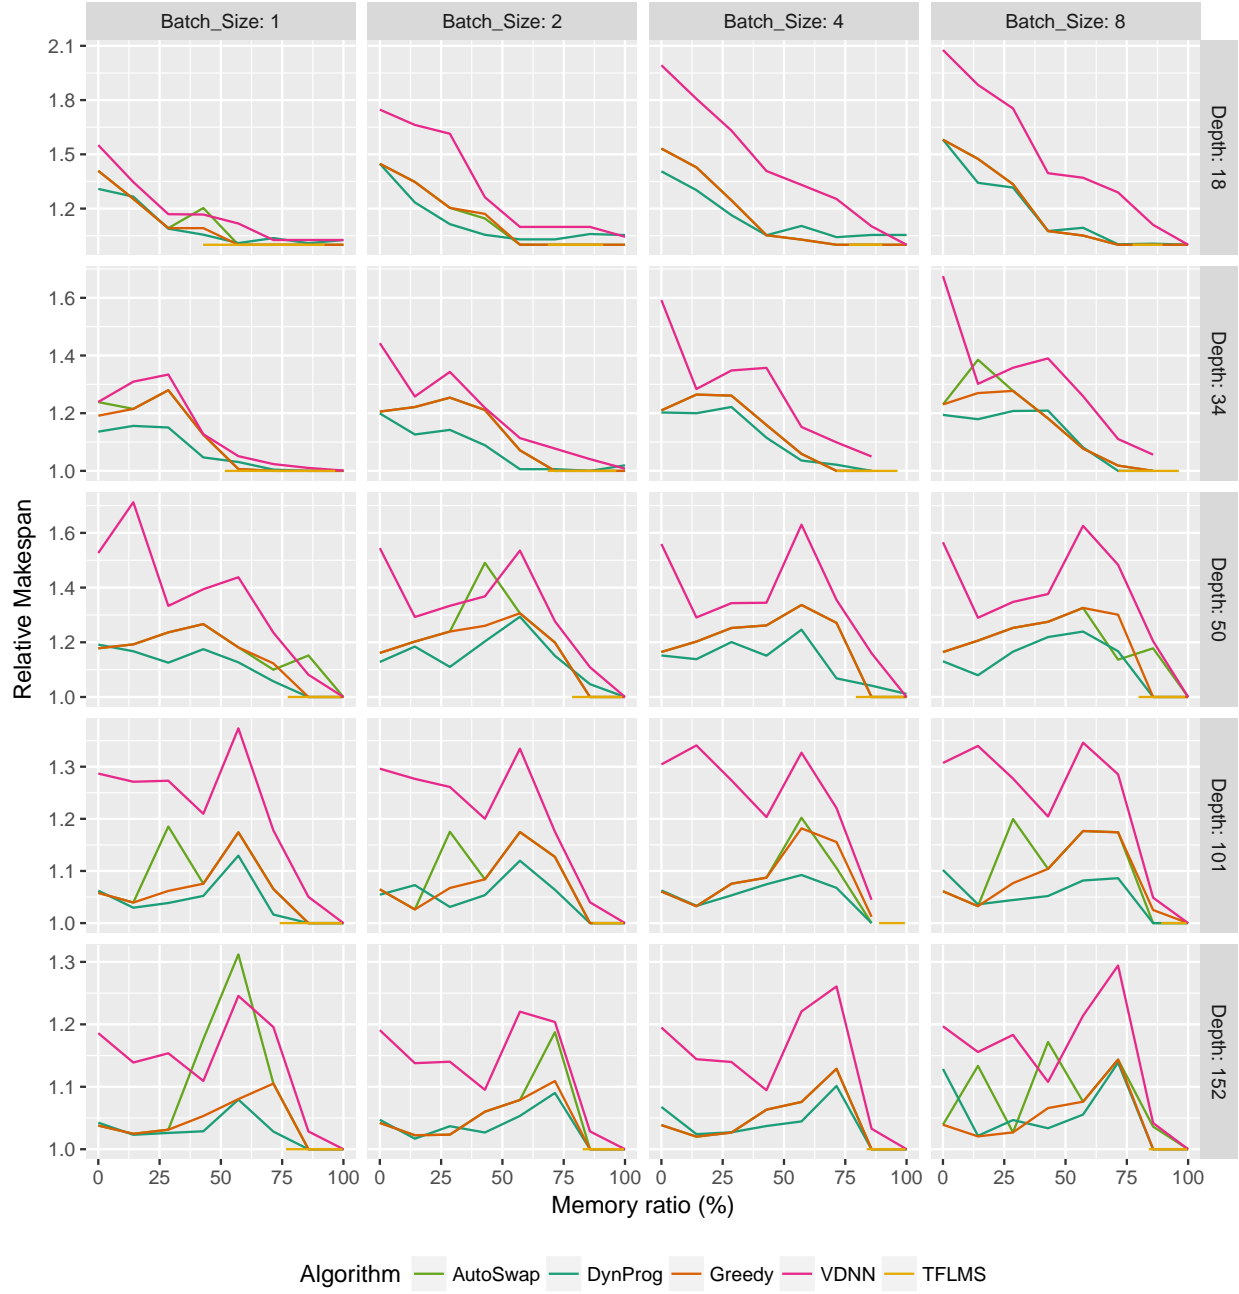 Batch_Size: 1 Batch_Size: 2 Batch_Size: 4 Batch_Size: 8
2.1
1.8
1.5
1.2
Depth: 18
1.6
1.4
1.2
1.0
Depth: 34
1.6
1.4
1.2
1.0
Depth: 50
1.3
1.2
1.1
1.0
Depth: 101
1.3
1.2
1.1
1.0
Depth: 152
Relative Makespan
0 25 50 75 100 0 25 50 75 100 0 25 50 75 100 0 25 50 75 100
Memory ratio (%)
Algorithm AutoSwap DynProg Greedy VDNN TFLMS